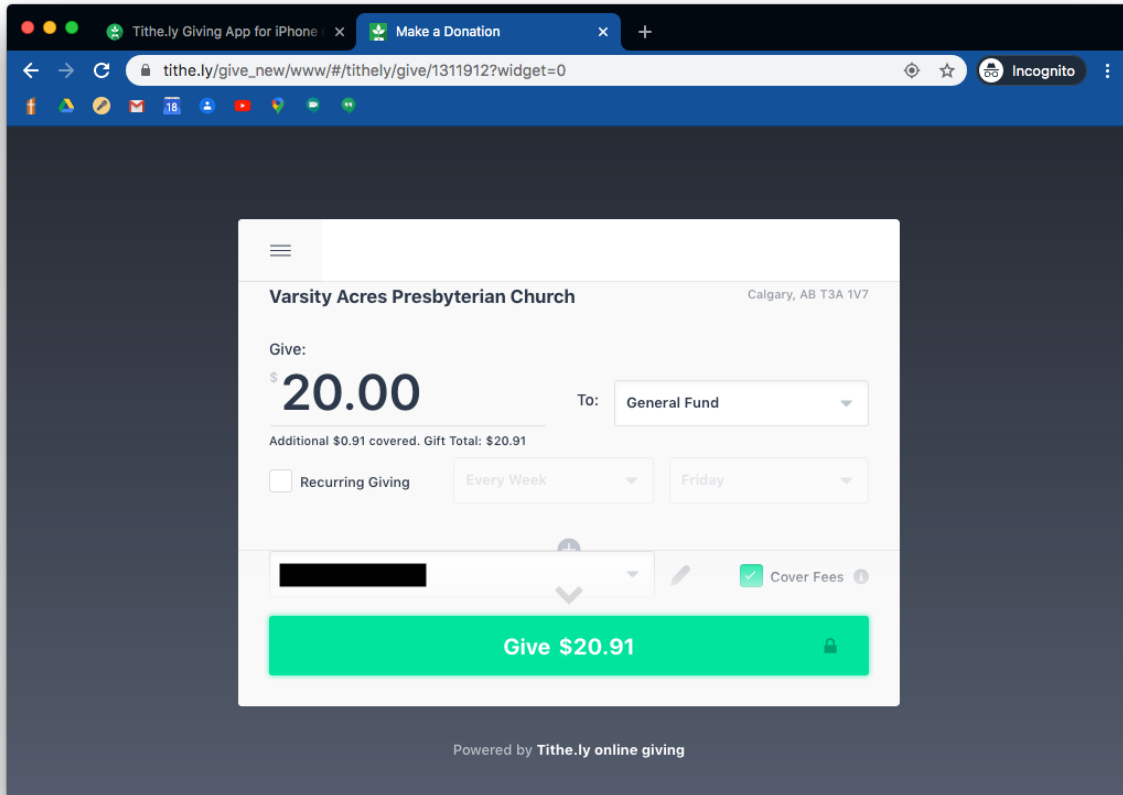 Tithe.ly Giving App for iPhone
Make a Donation
tithe.ly/give_new/www/#/tithely/give/1311912?widget=0
Incognito
18
Varsity Acres Presbyterian Church
Calgary, AB T3A 1V7
Give:
$20.00
To:
General Fund
Additional $0.91 covered. Gift Total: $20.91
Recurring Giving
Every Week
Friday
Cover Fees
Give $20.91
Powered by Tithe.ly online giving